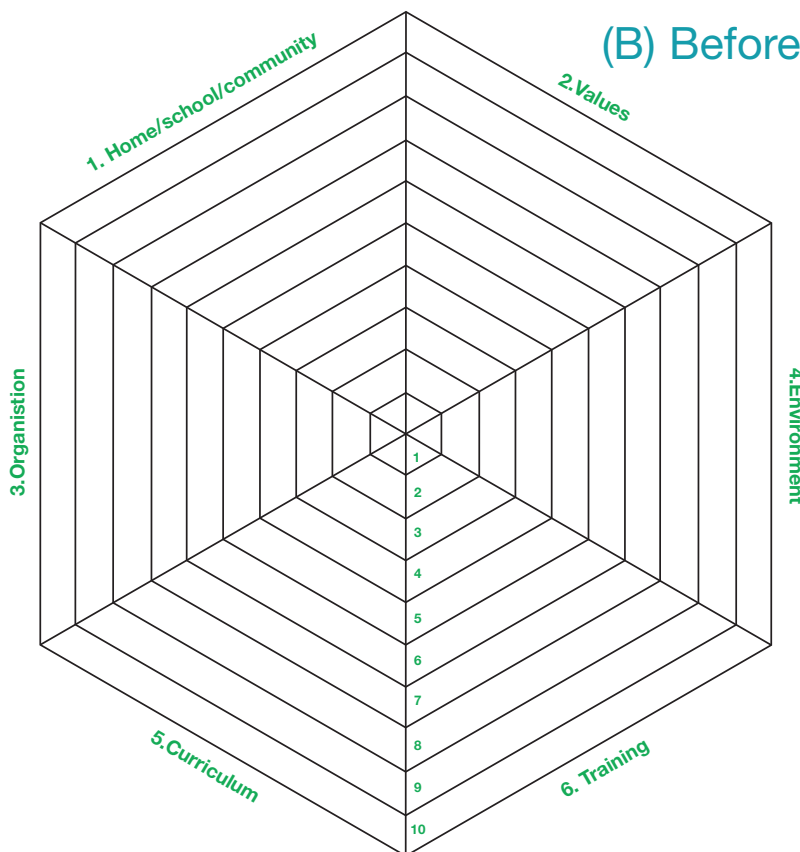 (B) Before
1. Home/school/community
2.Values
3.Organistion
4.Environment
1
2
3
4
5
6
7
8
9
10
5.Curriculum
6. Training